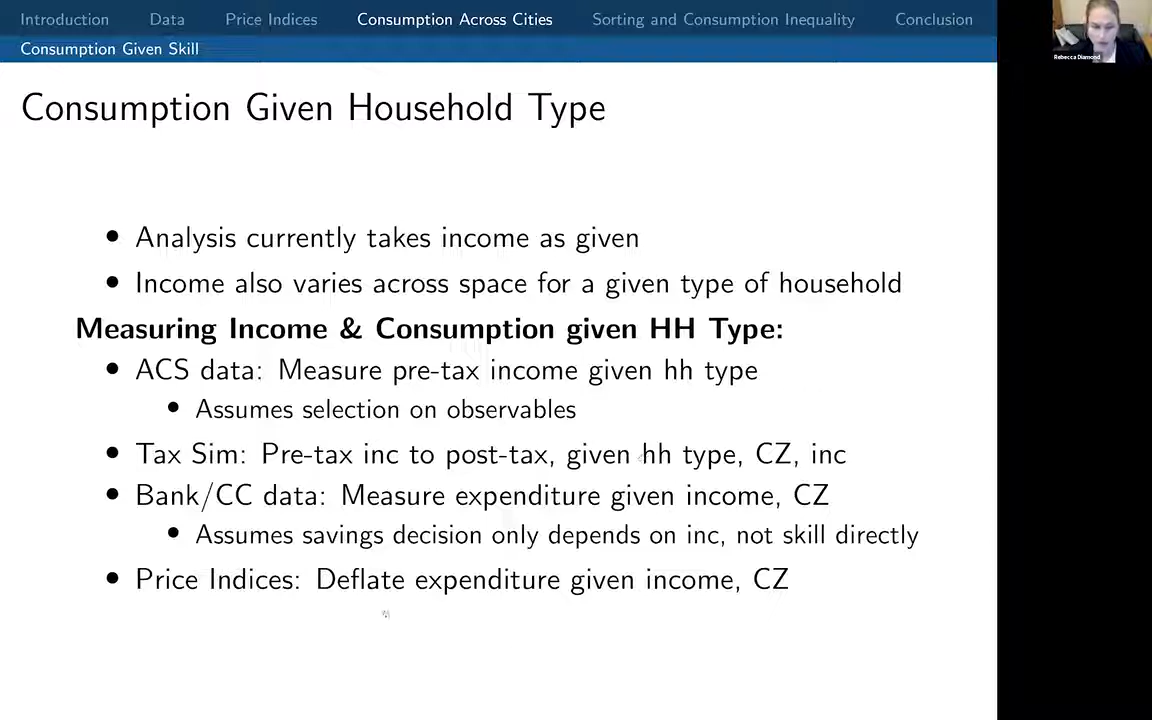 Introduction Data Price Indices Consumption Across Cities Sorting and Consumption Inequality Conclusion
Consumption Given Skill
Rebecca Diamond
Consumption Given Household Type
• Analysis currently takes income as given
• Income also varies across space for a given type of household
Measuring Income & Consumption given HH Type:
• ACS data: Measure pre-tax income given hh type
• Assumes selection on observables
• Tax Sim: Pre-tax inc to post-tax, given hh type, CZ, inc
• Bank/CC data: Measure expenditure given income, CZ
• Assumes savings decision only depends on inc, not skill directly
• Price Indices: Deflate expenditure given income, CZ